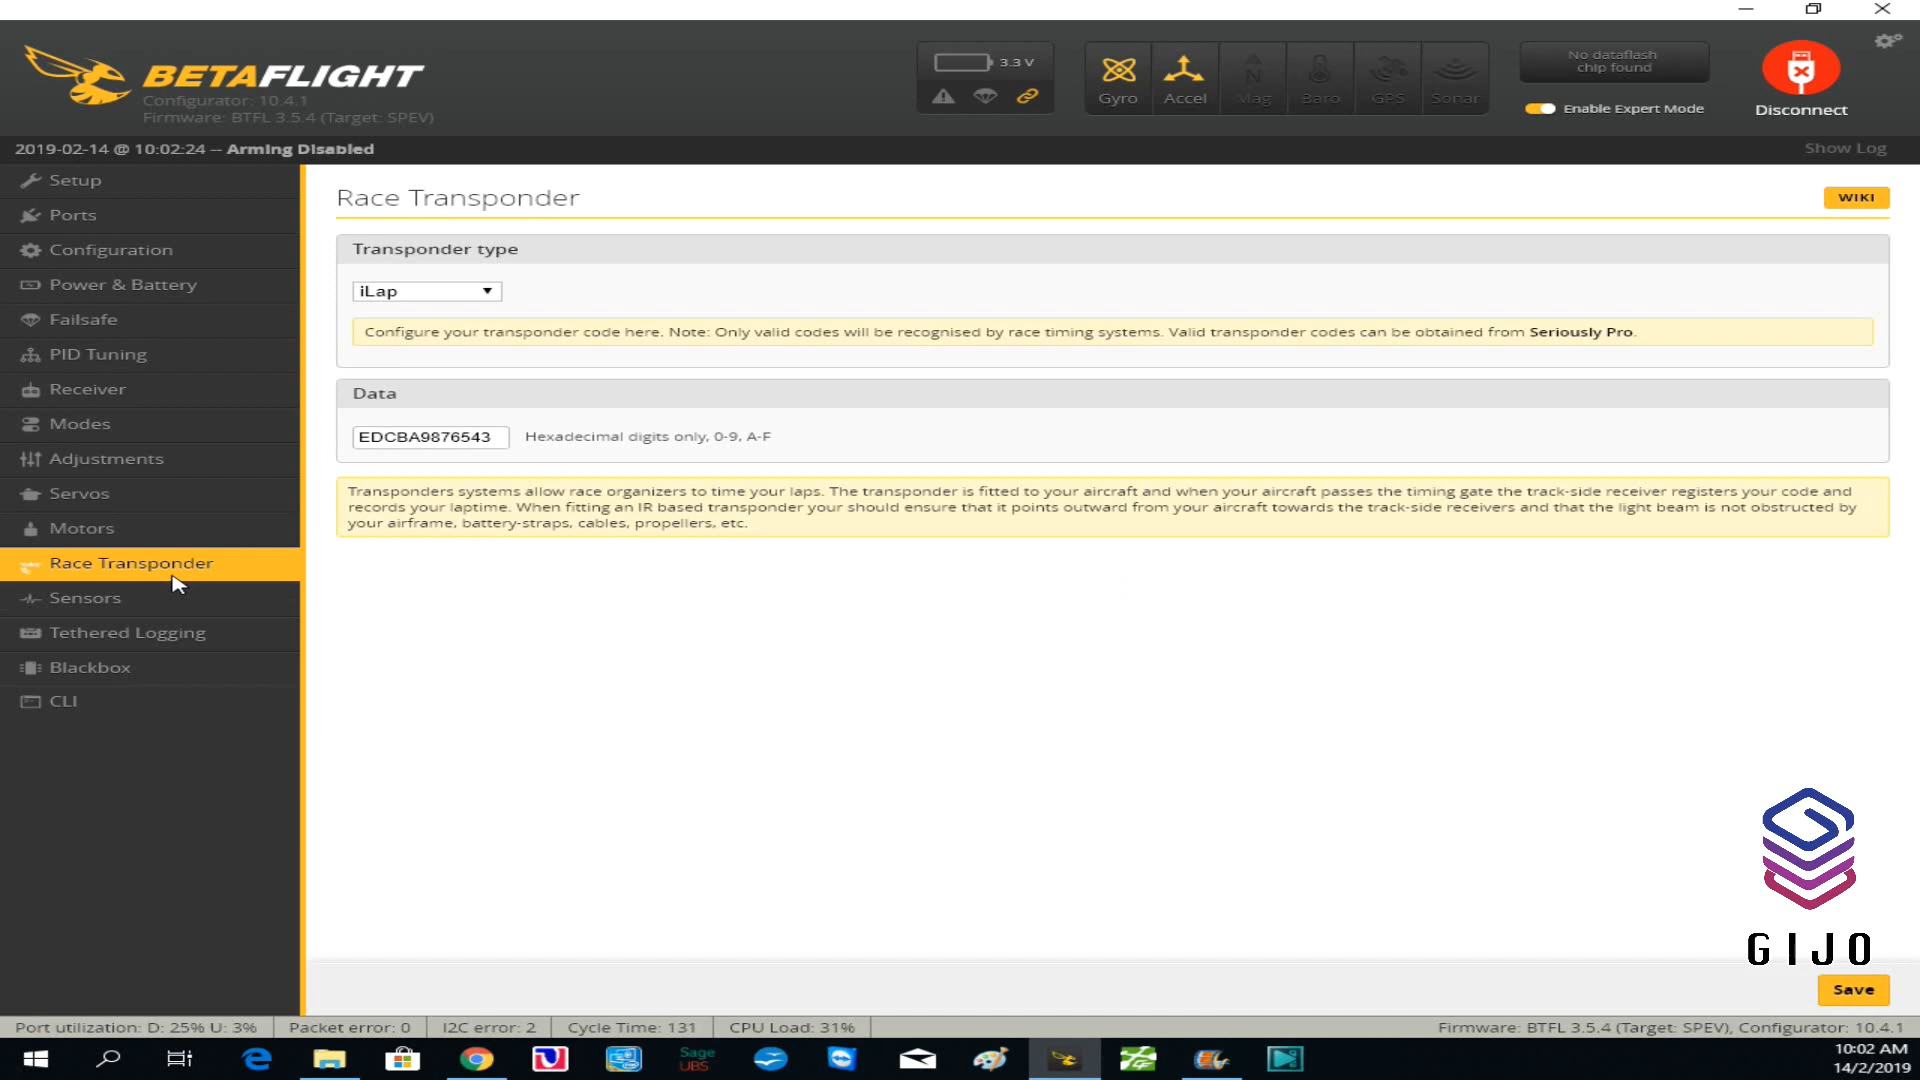 BETAFLIGHT
Configurator: 10.4.1
Firmware: BTFL 3.5.4 (Target: SPEV)
3.3 V
Gyro
Accel
Mag
Baro
GPS
Sonar
No dataflash
chip found
Enable Expert Mode
Disconnect
2019-02-14 @ 10:02:24 -- Arming Disabled
Show Log
Setup
Ports
Configuration
Power & Battery
Failsafe
PID Tuning
Receiver
Modes
Adjustments
Servos
Motors
Race Transponder
Sensors
Tethered Logging
Blackbox
CLI
Race Transponder
WIKI
Transponder type
iLap
Configure your transponder code here. Note: Only valid codes will be recognised by race timing systems. Valid transponder codes can be obtained from Seriously Pro.
Data
EDCBA9876543
Hexadecimal digits only, 0-9, A-F
Transponders systems allow race organizers to time your laps. The transponder is fitted to your aircraft and when your aircraft passes the timing gate the track-side receiver registers your code and
records your laptime. When fitting an IR based transponder your should ensure that it points outward from your aircraft towards the track-side receivers and that the light beam is not obstructed by
your airframe, battery-straps, cables, propellers, etc.
GIJO
Save
Port utilization: D: 25% U: 3%
Packet error: 0
I2C error: 2
Cycle Time: 131
CPU Load: 31%
Firmware: BTFL 3.5.4 (Target: SPEV), Configurator: 10.4.1
Sage
UBS
10:02 AM
14/2/2019